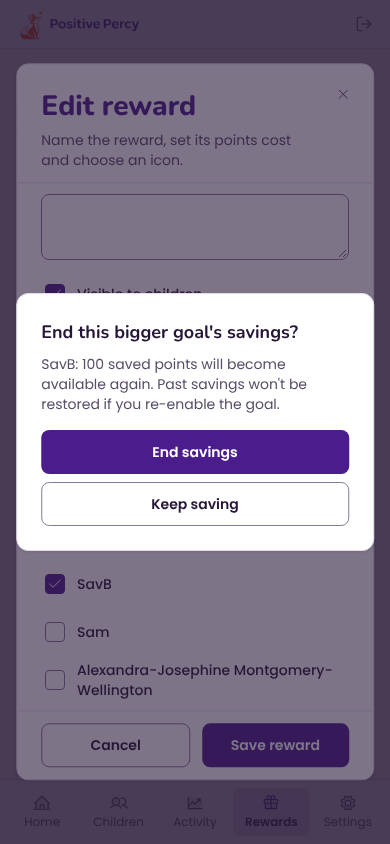 Positive Percy
Edit reward
Name the reward, set its points cost
and choose an icon.
Visible to children
End this bigger goal's savings?
SavB: 100 saved points will become
available again. Past savings won't be
restored if you re-enable the goal.
End savings
Keep saving
SavB
Sam
Alexandra-Josephine Montgomery-
Wellington
Cancel
Save reward
Home
Children
Activity
Rewards
Settings